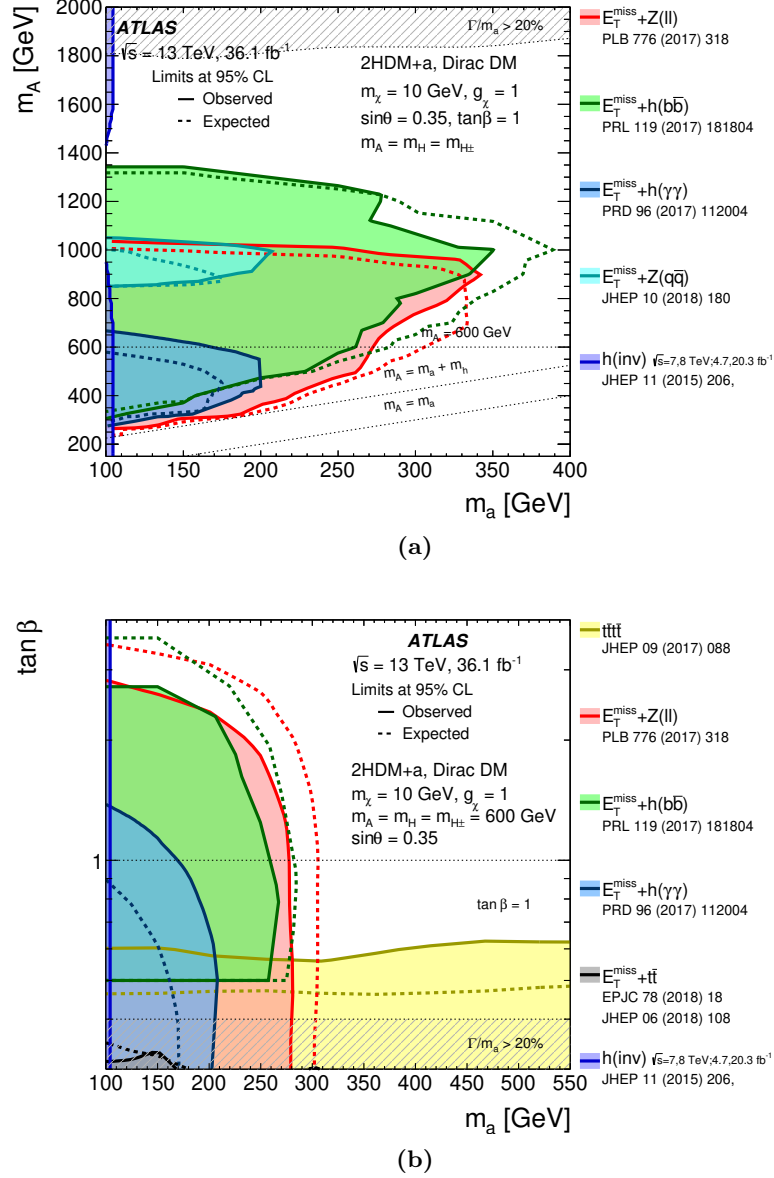 m_A [GeV]
2000
1800
1600
1400
1200
1000
800
600
400
200
ATLAS
√s = 13 TeV, 36.1 fb⁻¹
Limits at 95% CL
Observed
Expected
Γ/m_a > 20%
2HDM+a, Dirac DM
m_χ = 10 GeV, g_χ = 1
sinθ = 0.35, tanβ = 1
m_A = m_H = m_H±
m_A = 600 GeV
m_A = m_a + m_h
m_A = m_a
100 150 200 250 300 350 400
m_a [GeV]
E_T^miss+Z(ll)
PLB 776 (2017) 318
E_T^miss+h(bb̄)
PRL 119 (2017) 181804
E_T^miss+h(γγ)
PRD 96 (2017) 112004
E_T^miss+Z(qq̄)
JHEP 10 (2018) 180
h(inv) √s=7,8 TeV;4.7,20.3 fb⁻¹
JHEP 11 (2015) 206,
(a)
tan β
1
ATLAS
√s = 13 TeV, 36.1 fb⁻¹
Limits at 95% CL
Observed
Expected
2HDM+a, Dirac DM
m_χ = 10 GeV, g_χ = 1
m_A = m_H = m_H± = 600 GeV
sinθ = 0.35
tan β = 1
Γ/m_a > 20%
100 150 200 250 300 350 400 450 500 550
m_a [GeV]
tt̄tt̄
JHEP 09 (2017) 088
E_T^miss+Z(ll)
PLB 776 (2017) 318
E_T^miss+h(bb̄)
PRL 119 (2017) 181804
E_T^miss+h(γγ)
PRD 96 (2017) 112004
E_T^miss+tt̄
EPJC 78 (2018) 18
JHEP 06 (2018) 108
h(inv) √s=7,8 TeV;4.7,20.3 fb⁻¹
JHEP 11 (2015) 206,
(b)